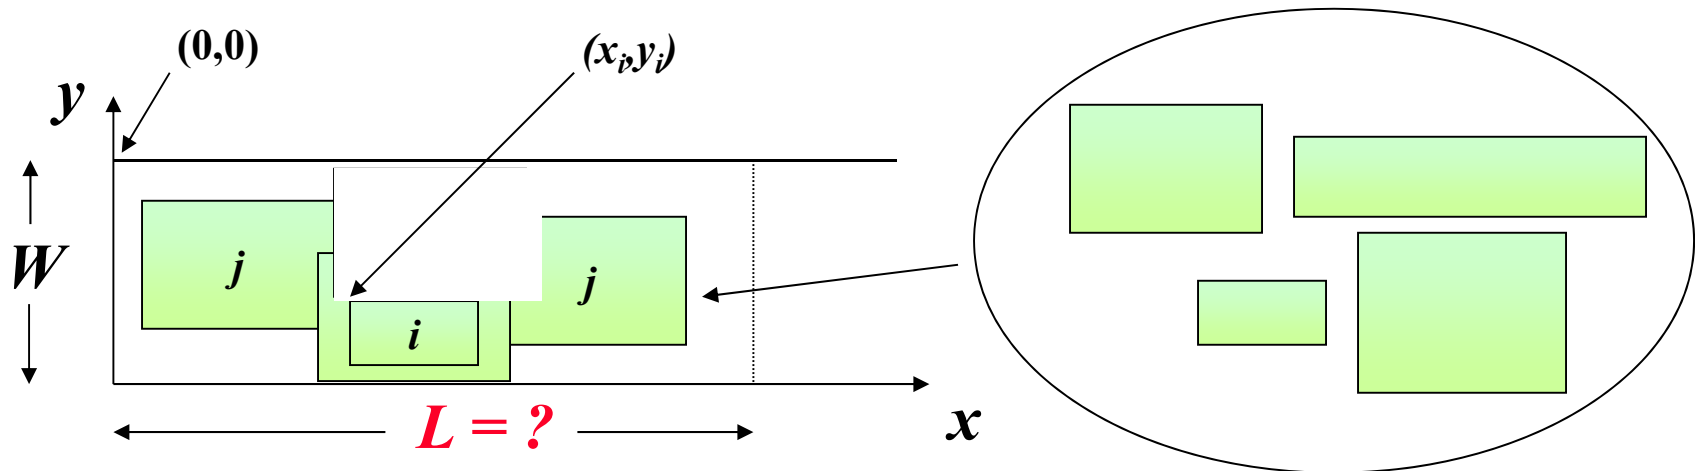 (0,0)
(xᵢ,yᵢ)
y
W
j
j
i
L = ?
x